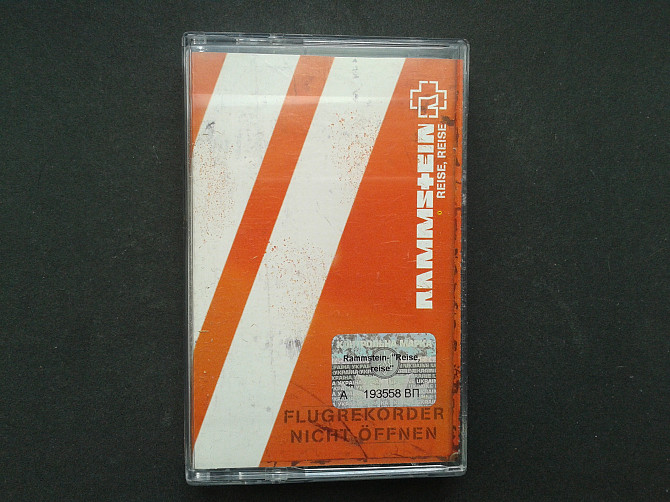 RAMMSTEIN
REISE, REISE
КОНТРОЛЬНА МАРКА
Rammstein- "Reise,
reise"
А 193558 ВП
FLUGREKORDER
NICHT ÖFFNEN